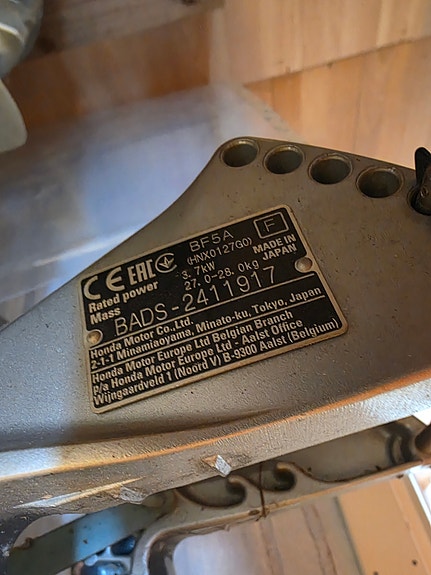 CE EAC BF5A F
(HNX0127G0)
Rated power 3.7kW MADE IN
Mass 27.0-28.0kg JAPAN
BADS-2411917
Honda Motor Co.,Ltd.
2-1-1 Minamiaoyama, Minato-ku, Tokyo, Japan
Honda Motor Europe Ltd Belgian Branch
p/a Honda Motor Europe Ltd - Aalst Office
Wijngaardveld 1 (Noord V) B-9300 Aalst (Belgium)